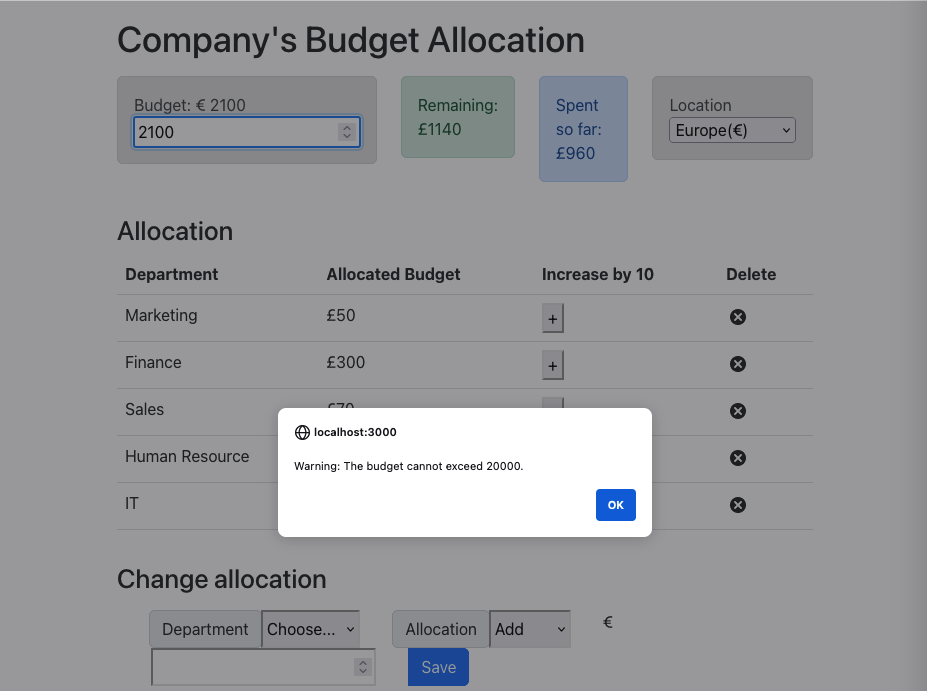 Company's Budget Allocation
Budget: € 2100
2100
Remaining:
£1140
Spent
so far:
£960
Location
Europe(€)
Allocation
Department Allocated Budget Increase by 10 Delete
Marketing £50 +
Finance £300 +
Sales £70
Human Resource
IT
localhost:3000
Warning: The budget cannot exceed 20000.
OK
Change allocation
Department Choose... Allocation Add €
Save